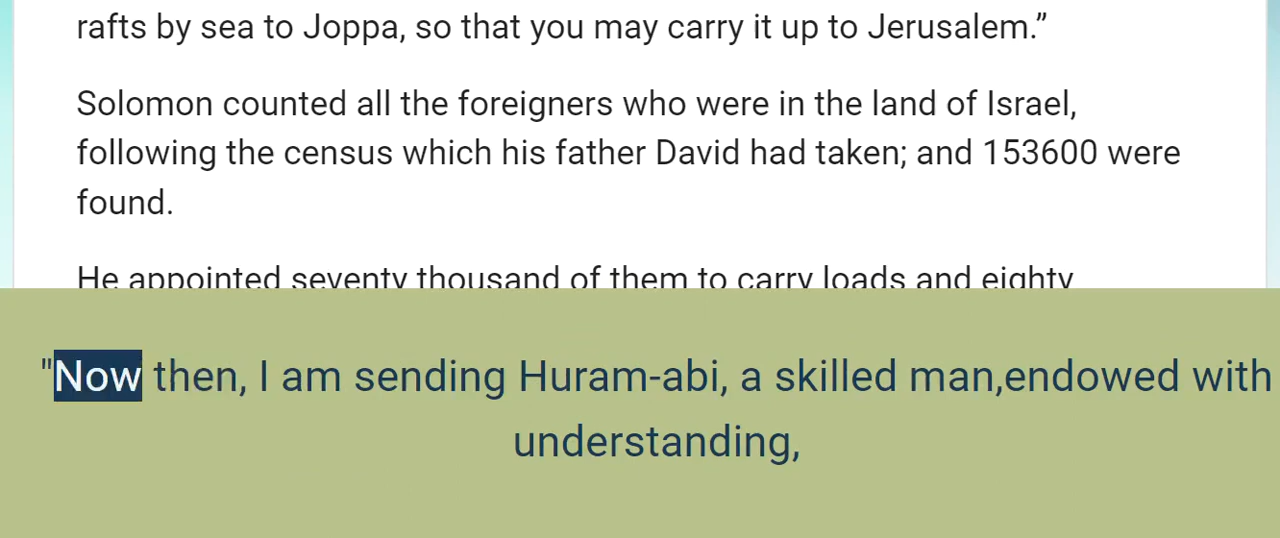 rafts by sea to Joppa, so that you may carry it up to Jerusalem.”
Solomon counted all the foreigners who were in the land of Israel,
following the census which his father David had taken; and 153600 were
found.
He appointed seventy thousand of them to carry loads and eighty
"Now then, I am sending Huram-abi, a skilled man,endowed with
understanding,